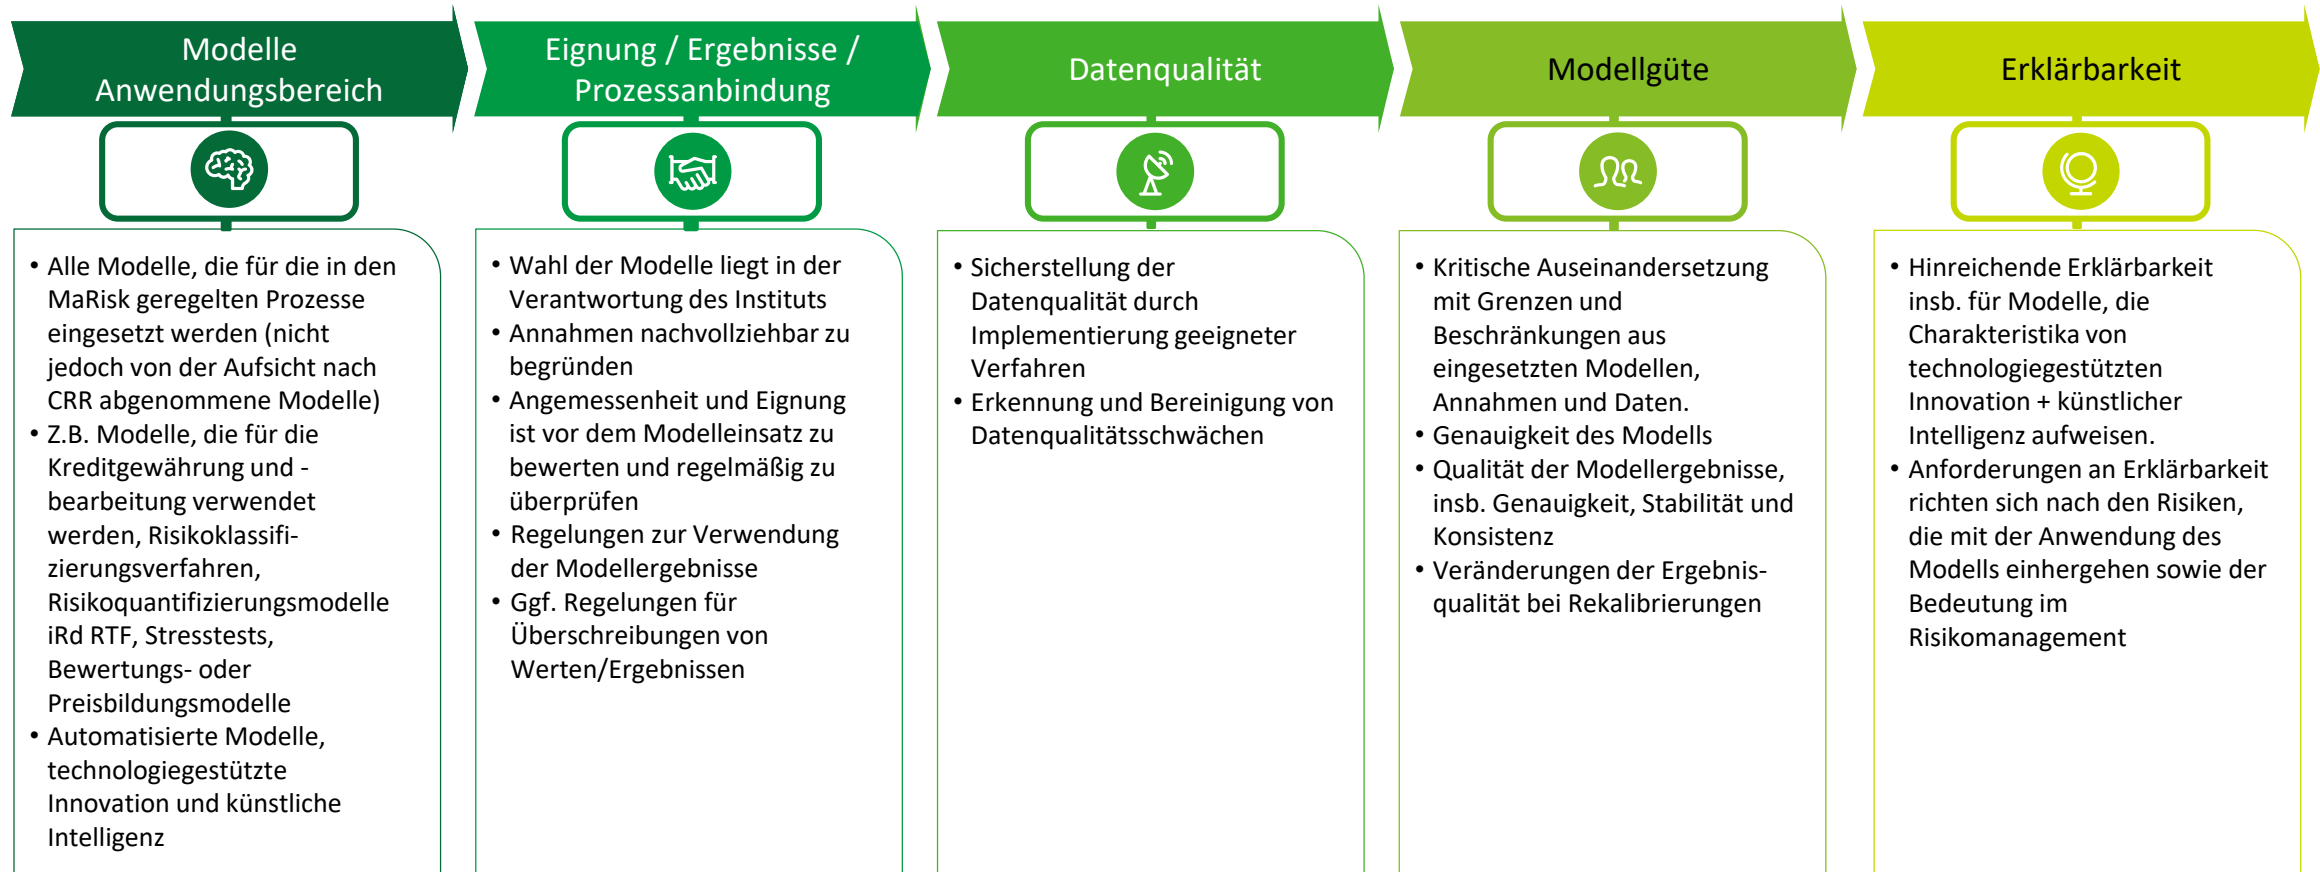 Modelle
Anwendungsbereich
Eignung / Ergebnisse /
Prozessanbindung
Datenqualität
Modellgüte
Erklärbarkeit
• Alle Modelle, die für die in den
MaRisk geregelten Prozesse
eingesetzt werden (nicht
jedoch von der Aufsicht nach
CRR abgenommene Modelle)
• Z.B. Modelle, die für die
Kreditgewährung und -
bearbeitung verwendet
werden, Risikoklassifi-
zierungsverfahren,
Risikoquantifizierungsmodelle
iRd RTF, Stresstests,
Bewertungs- oder
Preisbildungsmodelle
• Automatisierte Modelle,
technologiegestützte
Innovation und künstliche
Intelligenz
• Wahl der Modelle liegt in der
Verantwortung des Instituts
• Annahmen nachvollziehbar zu
begründen
• Angemessenheit und Eignung
ist vor dem Modelleinsatz zu
bewerten und regelmäßig zu
überprüfen
• Regelungen zur Verwendung
der Modellergebnisse
• Ggf. Regelungen für
Überschreibungen von
Werten/Ergebnissen
• Sicherstellung der
Datenqualität durch
Implementierung geeigneter
Verfahren
• Erkennung und Bereinigung von
Datenqualitätsschwächen
• Kritische Auseinandersetzung
mit Grenzen und
Beschränkungen aus
eingesetzten Modellen,
Annahmen und Daten.
• Genauigkeit des Modells
• Qualität der Modellergebnisse,
insb. Genauigkeit, Stabilität und
Konsistenz
• Veränderungen der Ergebnis-
qualität bei Rekalibrierungen
• Hinreichende Erklärbarkeit
insb. für Modelle, die
Charakteristika von
technologiegestützten
Innovation + künstlicher
Intelligenz aufweisen.
• Anforderungen an Erklärbarkeit
richten sich nach den Risiken,
die mit der Anwendung des
Modells einhergehen sowie der
Bedeutung im
Risikomanagement